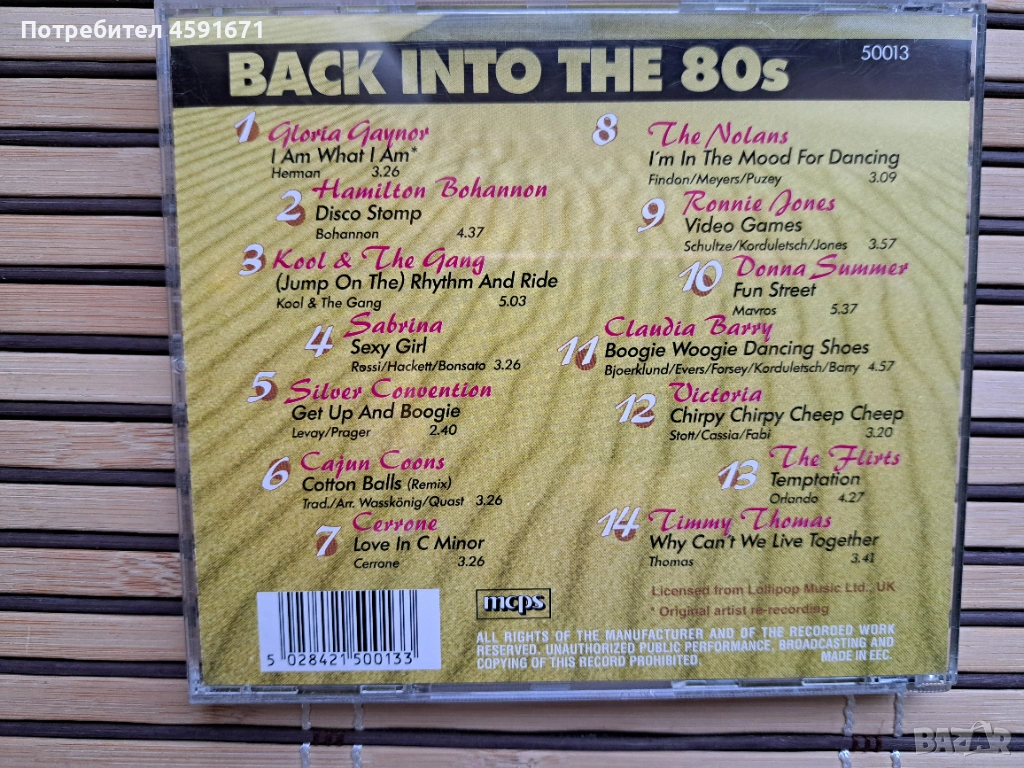 Потребител 4591671
BACK INTO THE 80s
50013
1 Gloria Gaynor
I Am What I Am*
Herman 3.26
2 Hamilton Bohannon
Disco Stomp
Bohannon 4.37
3 Kool & The Gang
(Jump On The) Rhythm And Ride
Kool & The Gang 5.03
4 Sabrina
Sexy Girl
Rossi/Hackett/Bonsato 3.26
5 Silver Convention
Get Up And Boogie
Levay/Prager 2.40
6 Cajun Coons
Cotton Balls (Remix)
Trad./Arr. Wasskönig/Quast 3.26
7 Cerrone
Love In C Minor
Cerrone 3.26
8 The Nolans
I'm In The Mood For Dancing
Findon/Meyers/Puzey 3.09
9 Ronnie Jones
Video Games
Schultze/Korduletsch/Jones 3.57
10 Donna Summer
Fun Street
Mavros 5.37
11 Claudia Barry
Boogie Woogie Dancing Shoes
Bjoerklund/Evers/Forsey/Korduletsch/Barry 4.57
12 Victoria
Chirpy Chirpy Cheep Cheep
Stott/Cassia/Fabi 3.20
13 The Flirts
Temptation
Orlando 4.27
14 Timmy Thomas
Why Can't We Live Together
Thomas 3.41
Licensed from Lollipop Music Ltd., UK
* Original artist re-recording
5 028421 500133
mcps
ALL RIGHTS OF THE MANUFACTURER AND OF THE RECORDED WORK
RESERVED. UNAUTHORIZED PUBLIC PERFORMANCE, BROADCASTING AND
COPYING OF THIS RECORD PROHIBITED. MADE IN EEC.
BAZAR